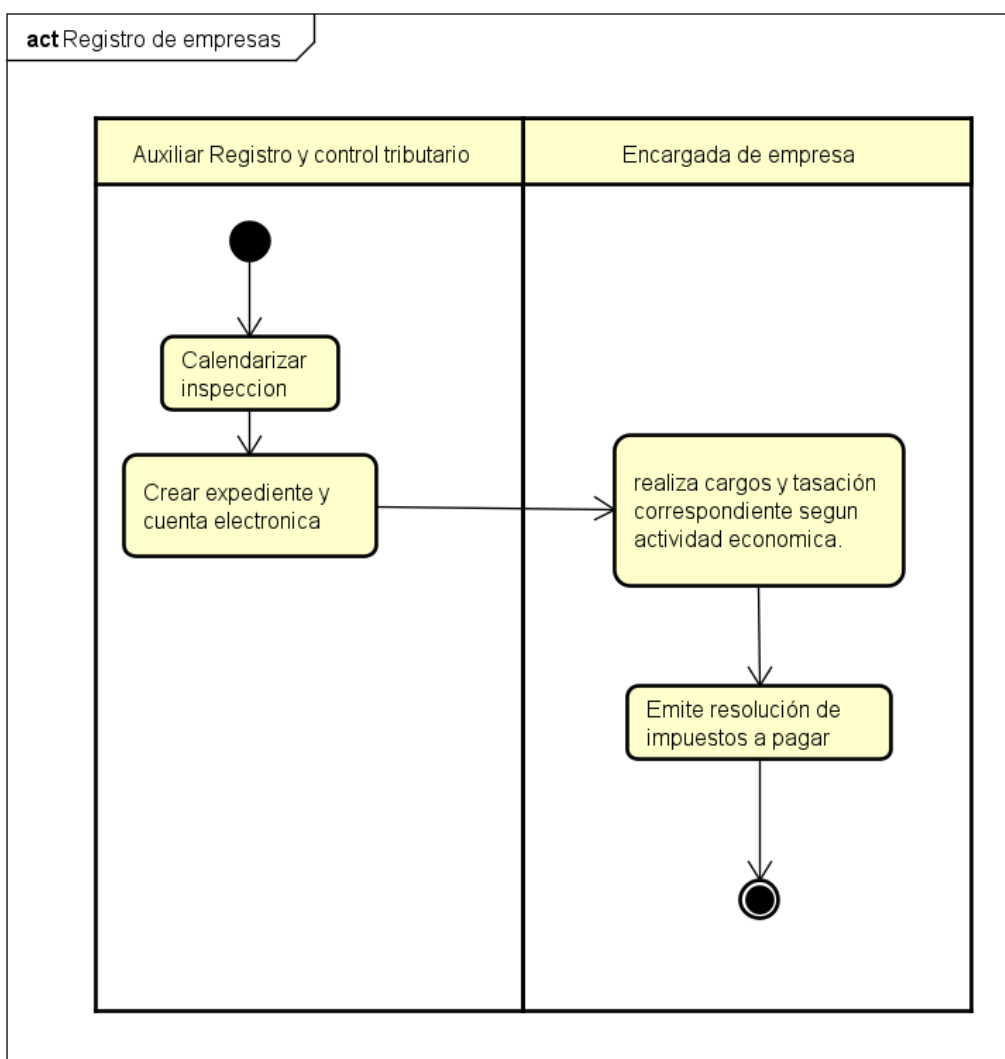 act Registro de empresas
Auxiliar Registro y control tributario
Encargada de empresa
Calendarizar
inspeccion
Crear expediente y
cuenta electronica
realiza cargos y tasación
correspondiente segun
actividad economica.
Emite resolución de
impuestos a pagar